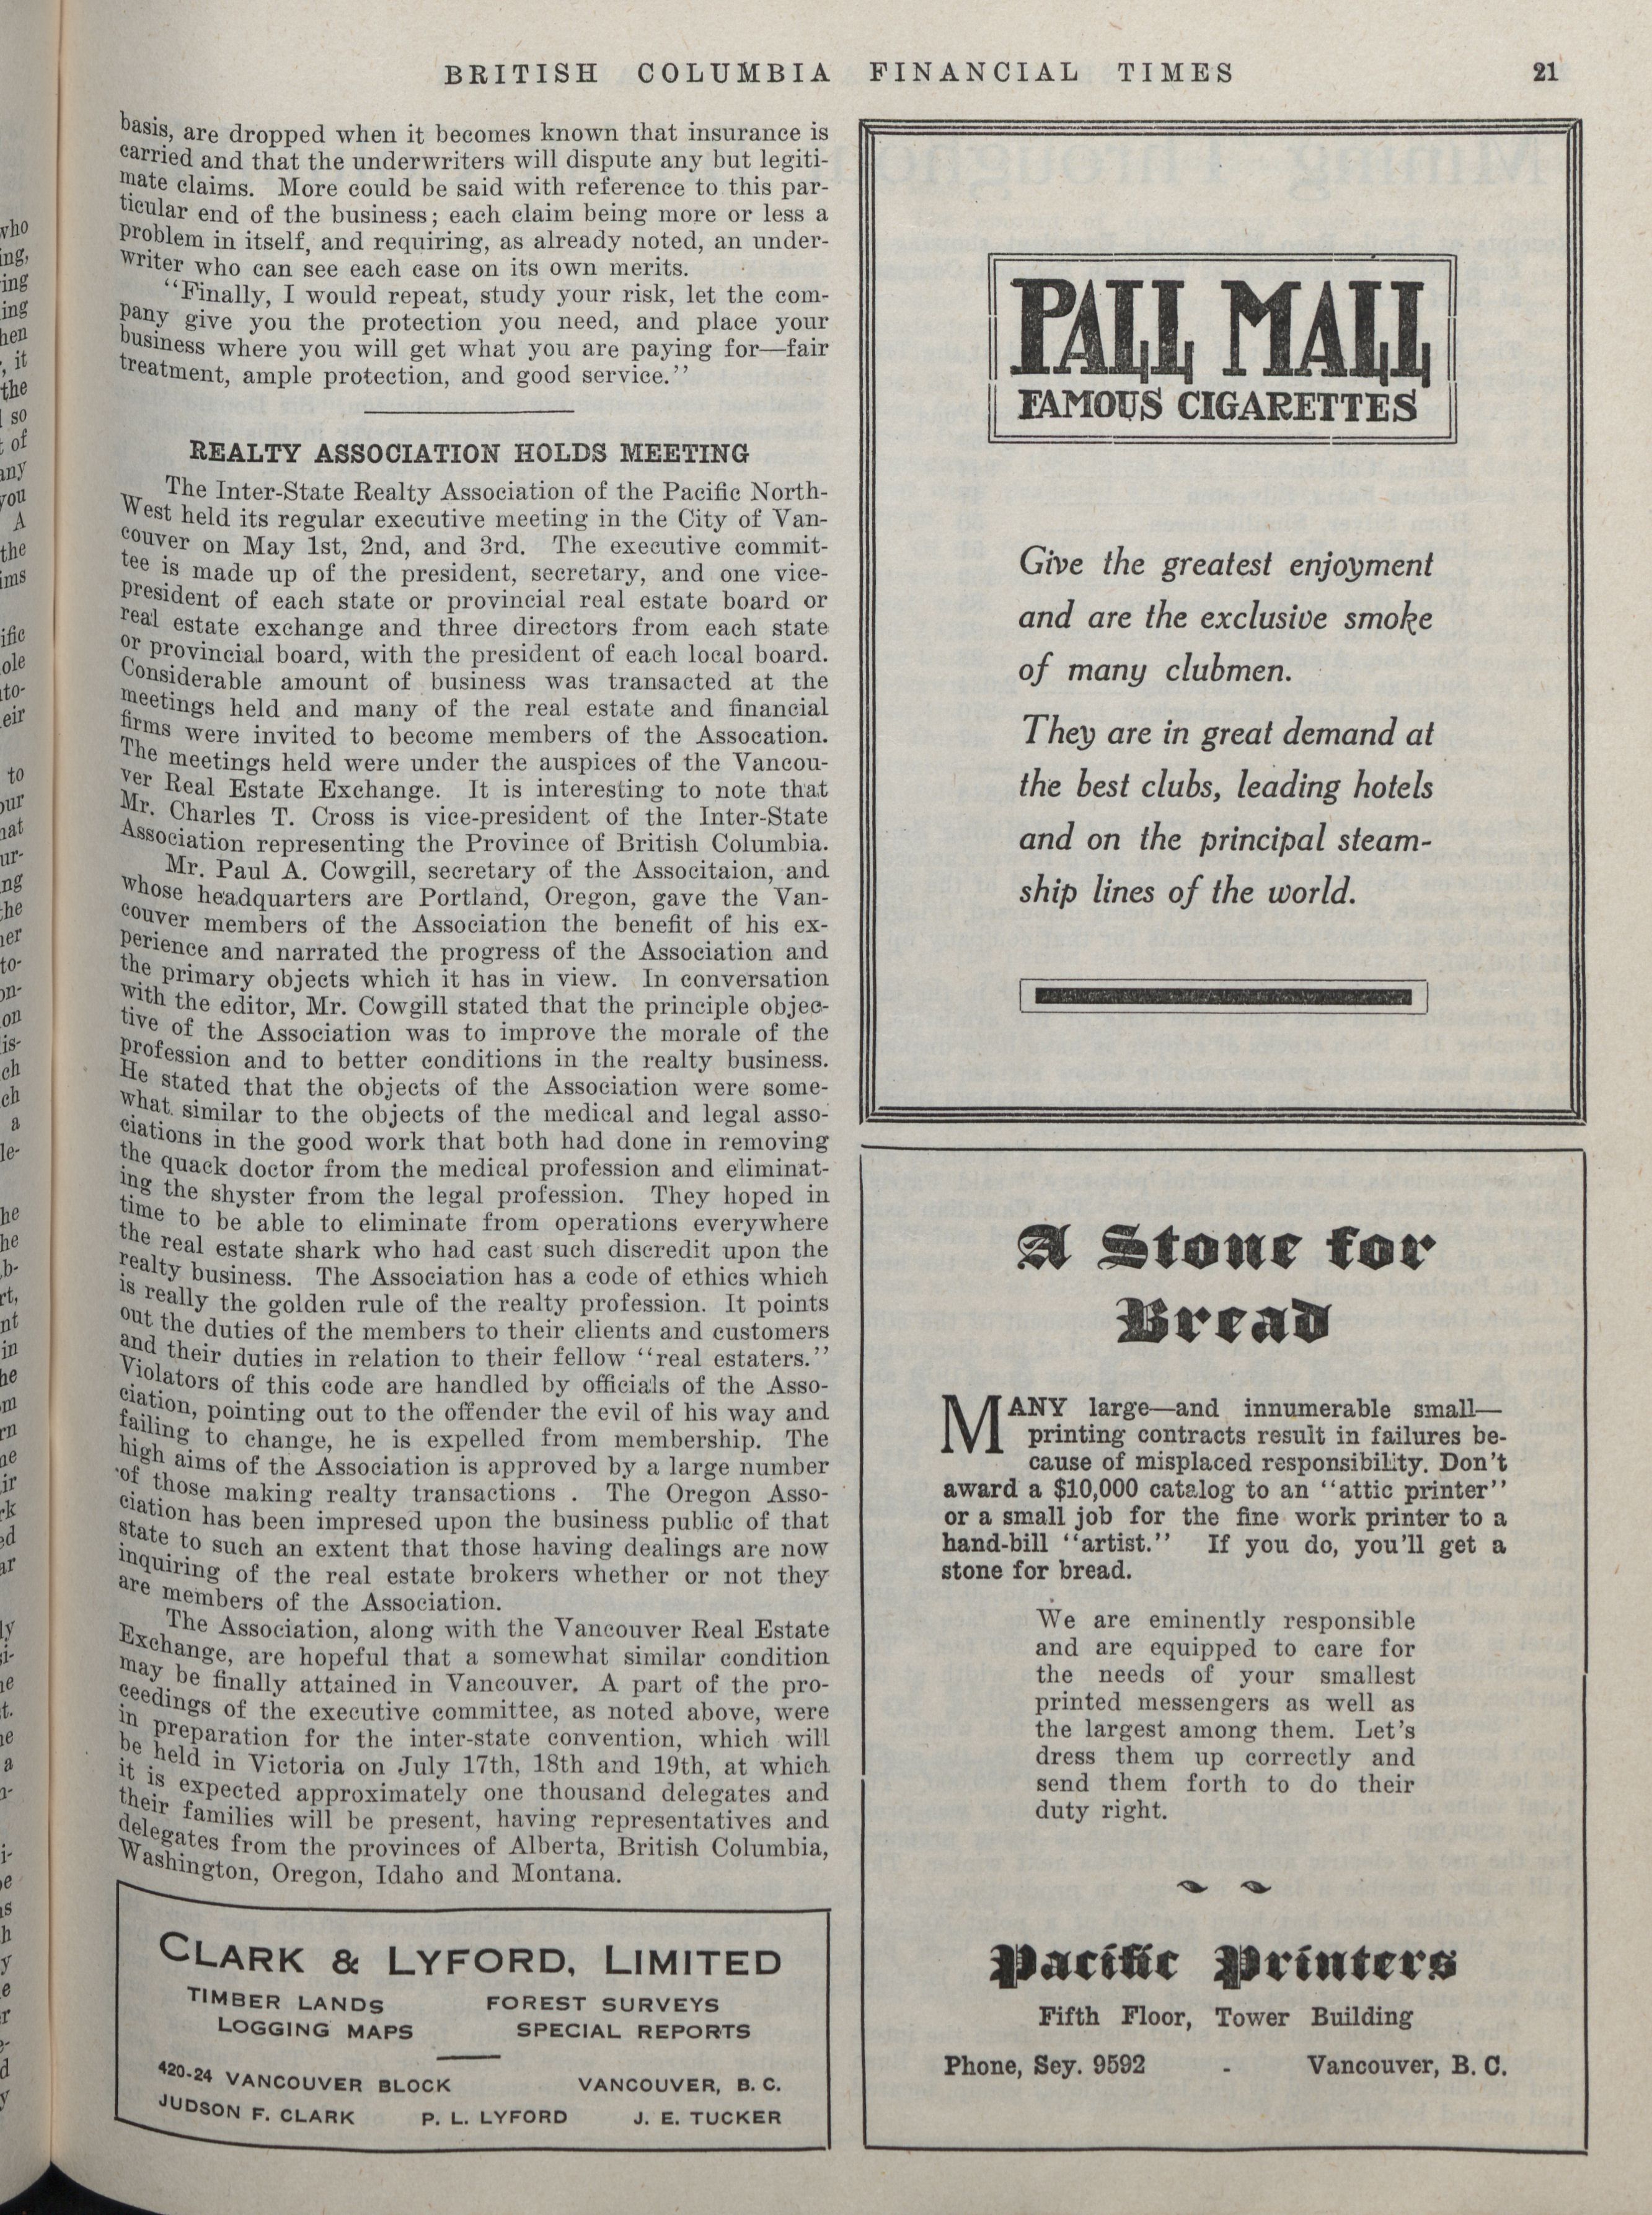 BRITISH COLUMBIA FINANCIAL TIMES 21
basis, are dropped when it becomes known that insurance is
carried and that the underwriters will dispute any but legiti-
mate claims. More could be said with reference to this par-
ticular end of the business; each claim being more or less a
problem in itself, and requiring, as already noted, an under-
writer who can see each case on its own merits.
"Finally, I would repeat, study your risk, let the com-
pany give you the protection you need, and place your
business where you will get what you are paying for—fair
treatment, ample protection, and good service."
REALTY ASSOCIATION HOLDS MEETING
The Inter-State Realty Association of the Pacific North-
West held its regular executive meeting in the City of Van-
couver on May 1st, 2nd, and 3rd. The executive commit-
tee is made up of the president, secretary, and one vice-
president of each state or provincial real estate board or
real estate exchange and three directors from each state
or provincial board, with the president of each local board.
Considerable amount of business was transacted at the
meetings held and many of the real estate and financial
firms were invited to become members of the Assocation.
The meetings held were under the auspices of the Vancou-
ver Real Estate Exchange. It is interesting to note that
Mr. Charles T. Cross is vice-president of the Inter-State
Association representing the Province of British Columbia.
Mr. Paul A. Cowgill, secretary of the Associtaion, and
whose headquarters are Portland, Oregon, gave the Van-
couver members of the Association the benefit of his ex-
perience and narrated the progress of the Association and
the primary objects which it has in view. In conversation
with the editor, Mr. Cowgill stated that the principle objec-
tive of the Association was to improve the morale of the
profession and to better conditions in the realty business.
He stated that the objects of the Association were some-
what similar to the objects of the medical and legal asso-
ciations in the good work that both had done in removing
the quack doctor from the medical profession and eliminat-
ing the shyster from the legal profession. They hoped in
time to be able to eliminate from operations everywhere
the real estate shark who had cast such discredit upon the
realty business. The Association has a code of ethics which
is really the golden rule of the realty profession. It points
out the duties of the members to their clients and customers
and their duties in relation to their fellow "real estaters."
Violators of this code are handled by officials of the Asso-
ciation, pointing out to the offender the evil of his way and
failing to change, he is expelled from membership. The
high aims of the Association is approved by a large number
of those making realty transactions . The Oregon Asso-
ciation has been impresed upon the business public of that
state to such an extent that those having dealings are now
inquiring of the real estate brokers whether or not they
are members of the Association.
The Association, along with the Vancouver Real Estate
Exchange, are hopeful that a somewhat similar condition
may be finally attained in Vancouver. A part of the pro-
ceedings of the executive committee, as noted above, were
in preparation for the inter-state convention, which will
be held in Victoria on July 17th, 18th and 19th, at which
it is expected approximately one thousand delegates and
their families will be present, having representatives and
delegates from the provinces of Alberta, British Columbia,
Washington, Oregon, Idaho and Montana.
CLARK & LYFORD, LIMITED
TIMBER LANDS FOREST SURVEYS
LOGGING MAPS SPECIAL REPORTS
420-24 VANCOUVER BLOCK VANCOUVER, B. C.
JUDSON F. CLARK P. L. LYFORD J. E. TUCKER
PALL MALL
FAMOUS CIGARETTES
Give the greatest enjoyment
and are the exclusive smoke
of many clubmen.
They are in great demand at
the best clubs, leading hotels
and on the principal steam-
ship lines of the world.
A Stone for
Bread
MANY large—and innumerable small—
printing contracts result in failures be-
cause of misplaced responsibility. Don't
award a $10,000 catalog to an "attic printer"
or a small job for the fine work printer to a
hand-bill "artist." If you do, you'll get a
stone for bread.
We are eminently responsible
and are equipped to care for
the needs of your smallest
printed messengers as well as
the largest among them. Let's
dress them up correctly and
send them forth to do their
duty right.
Pacific Printers
Fifth Floor, Tower Building
Phone, Sey. 9592 - Vancouver, B. C.